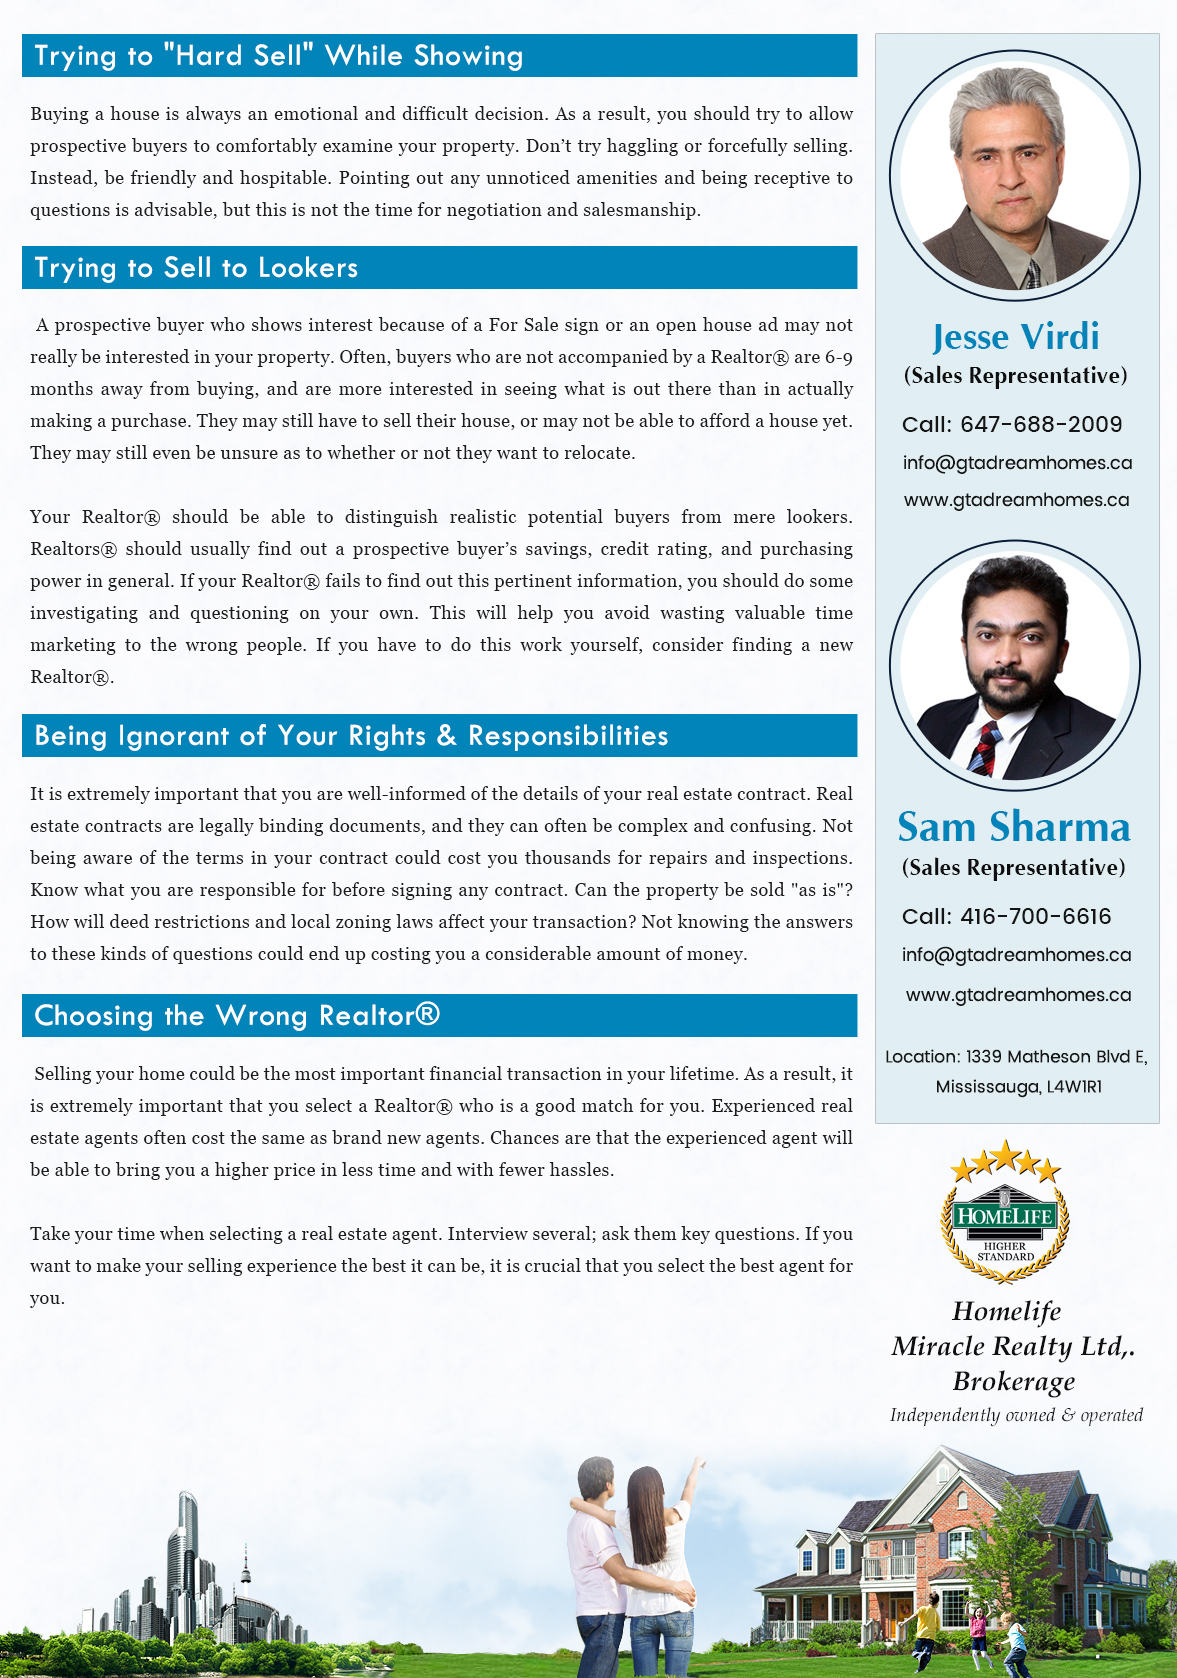 Trying to "Hard Sell" While Showing
Buying a house is always an emotional and difficult decision. As a result, you should try to allow
prospective buyers to comfortably examine your property. Don’t try haggling or forcefully selling.
Instead, be friendly and hospitable. Pointing out any unnoticed amenities and being receptive to
questions is advisable, but this is not the time for negotiation and salesmanship.
Trying to Sell to Lookers
A prospective buyer who shows interest because of a For Sale sign or an open house ad may not
really be interested in your property. Often, buyers who are not accompanied by a Realtor® are 6-9
months away from buying, and are more interested in seeing what is out there than in actually
making a purchase. They may still have to sell their house, or may not be able to afford a house yet.
They may still even be unsure as to whether or not they want to relocate.
Your Realtor® should be able to distinguish realistic potential buyers from mere lookers.
Realtors® should usually find out a prospective buyer’s savings, credit rating, and purchasing
power in general. If your Realtor® fails to find out this pertinent information, you should do some
investigating and questioning on your own. This will help you avoid wasting valuable time
marketing to the wrong people. If you have to do this work yourself, consider finding a new
Realtor®.
Being Ignorant of Your Rights & Responsibilities
It is extremely important that you are well-informed of the details of your real estate contract. Real
estate contracts are legally binding documents, and they can often be complex and confusing. Not
being aware of the terms in your contract could cost you thousands for repairs and inspections.
Know what you are responsible for before signing any contract. Can the property be sold "as is"?
How will deed restrictions and local zoning laws affect your transaction? Not knowing the answers
to these kinds of questions could end up costing you a considerable amount of money.
Choosing the Wrong Realtor®
Selling your home could be the most important financial transaction in your lifetime. As a result, it
is extremely important that you select a Realtor® who is a good match for you. Experienced real
estate agents often cost the same as brand new agents. Chances are that the experienced agent will
be able to bring you a higher price in less time and with fewer hassles.
Take your time when selecting a real estate agent. Interview several; ask them key questions. If you
want to make your selling experience the best it can be, it is crucial that you select the best agent for
you.
Jesse Virdi
(Sales Representative)
Call: 647-688-2009
info@gtadreamhomes.ca
www.gtadreamhomes.ca
Sam Sharma
(Sales Representative)
Call: 416-700-6616
info@gtadreamhomes.ca
www.gtadreamhomes.ca
Location: 1339 Matheson Blvd E,
Mississauga, L4W1R1
HOMELIFE
HIGHER
STANDARD
Homelife
Miracle Realty Ltd,.
Brokerage
Independently owned & operated